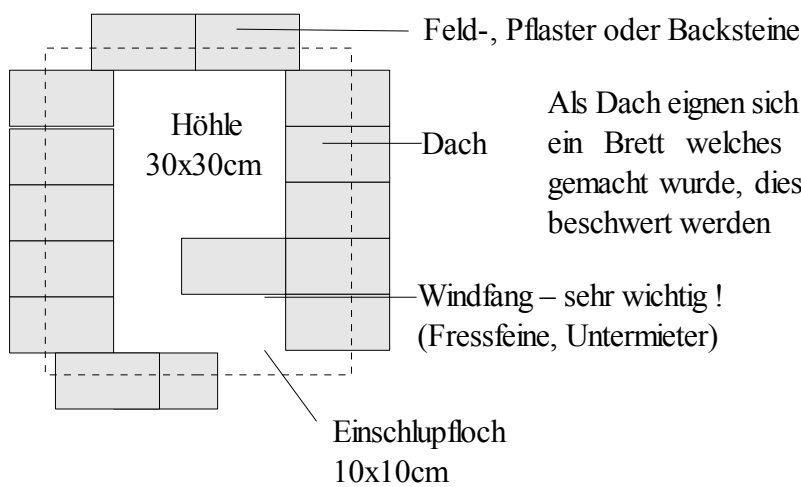 Feld-, Pflaster oder Backsteine
Höhle
30x30cm
Dach
Als Dach eignen sich
ein Brett welches
gemacht wurde, dies
beschwert werden
Windfang – sehr wichtig !
(Fressfeine, Untermieter)
Einschlupfloch
10x10cm